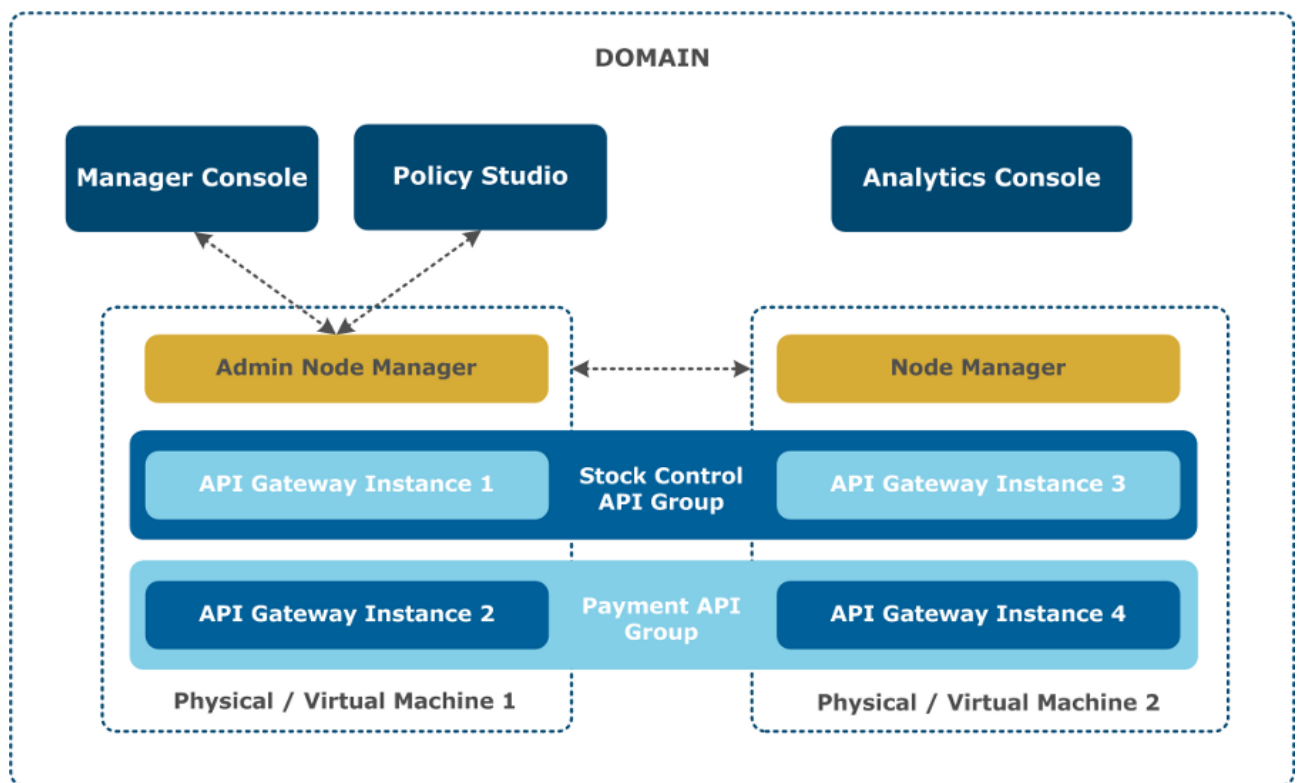 DOMAIN
Manager Console
Policy Studio
Analytics Console
Admin Node Manager
Node Manager
API Gateway Instance 1
Stock Control
API Group
API Gateway Instance 3
API Gateway Instance 2
Payment API
Group
API Gateway Instance 4
Physical / Virtual Machine 1
Physical / Virtual Machine 2